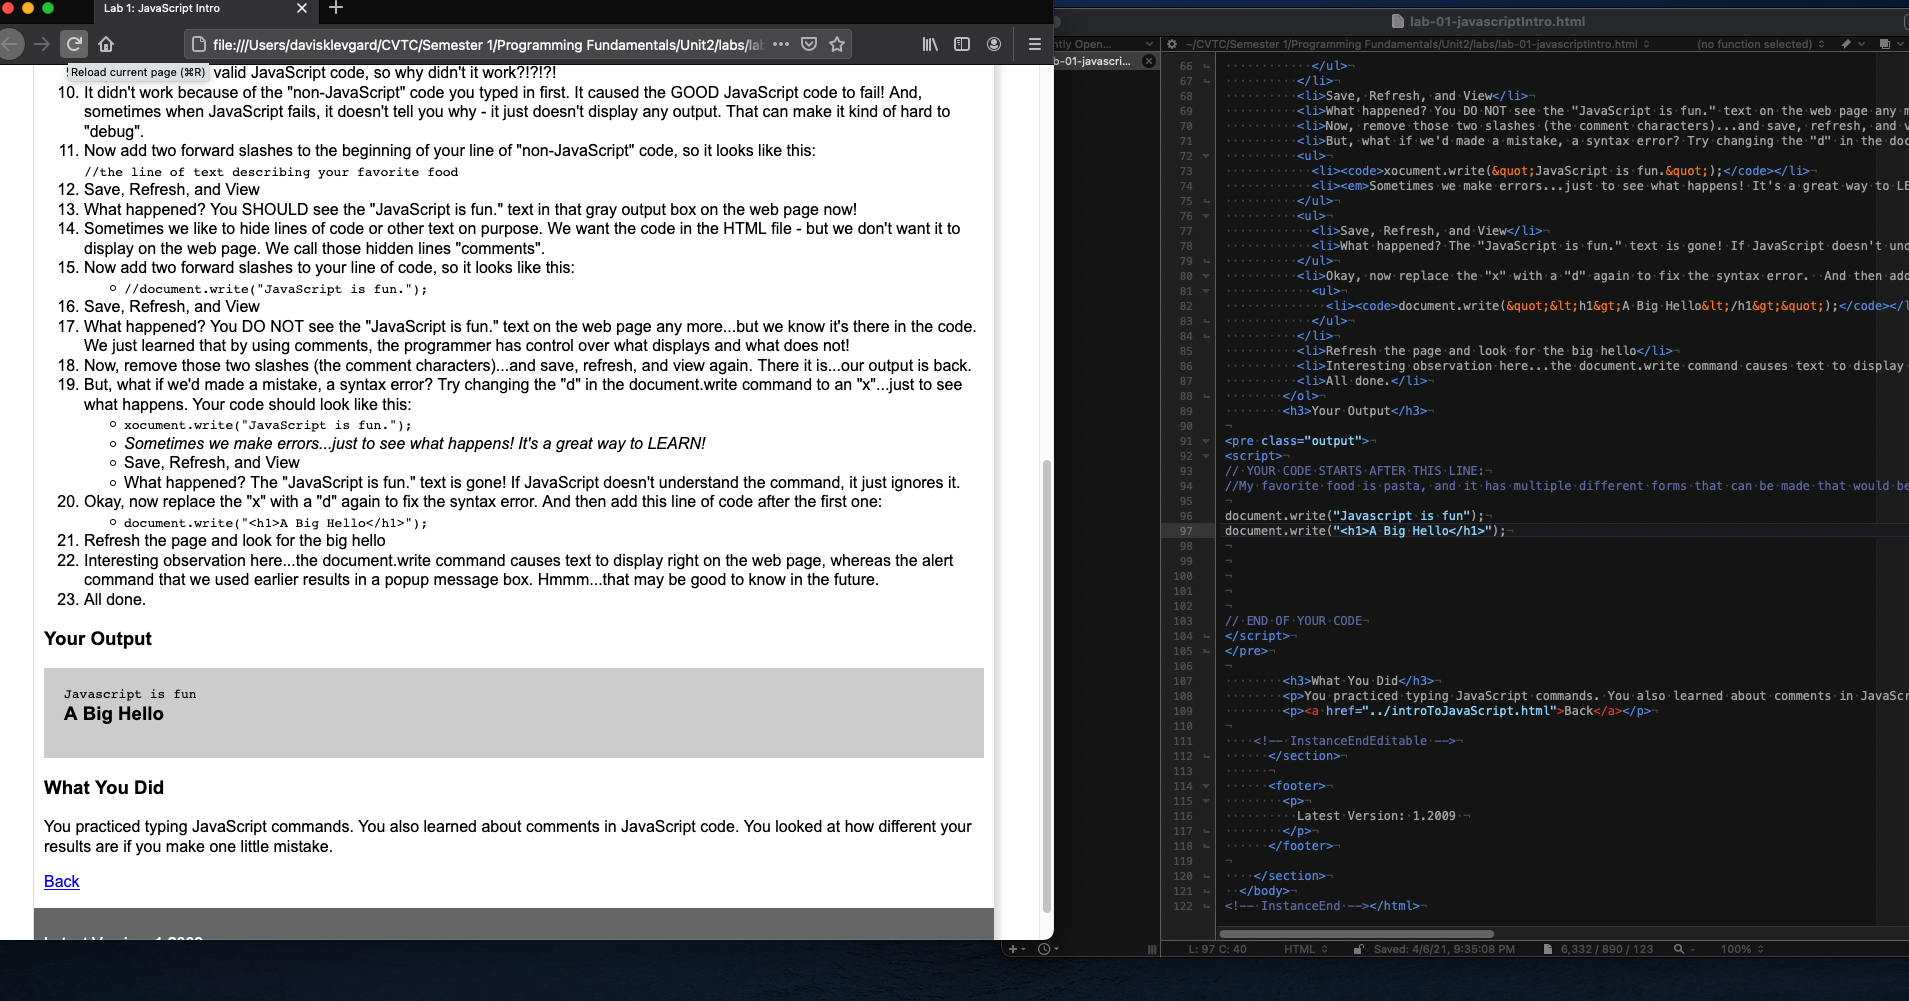 Lab 1: JavaScript Intro
file:///Users/davisklevgard/CVTC/Semester 1/Programming Fundamentals/Unit2/labs/
Reload current page (⌘R)
valid JavaScript code, so why didn't it work?!?!?!
10. It didn't work because of the "non-JavaScript" code you typed in first. It caused the GOOD JavaScript code to fail! And,
sometimes when JavaScript fails, it doesn't tell you why - it just doesn't display any output. That can make it kind of hard to
"debug".
11. Now add two forward slashes to the beginning of your line of "non-JavaScript" code, so it looks like this:
//the line of text describing your favorite food
12. Save, Refresh, and View
13. What happened? You SHOULD see the "JavaScript is fun." text in that gray output box on the web page now!
14. Sometimes we like to hide lines of code or other text on purpose. We want the code in the HTML file - but we don't want it to
display on the web page. We call those hidden lines "comments".
15. Now add two forward slashes to your line of code, so it looks like this:
//document.write("JavaScript is fun.");
16. Save, Refresh, and View
17. What happened? You DO NOT see the "JavaScript is fun." text on the web page any more...but we know it's there in the code.
We just learned that by using comments, the programmer has control over what displays and what does not!
18. Now, remove those two slashes (the comment characters)...and save, refresh, and view again. There it is...our output is back.
19. But, what if we'd made a mistake, a syntax error? Try changing the "d" in the document.write command to an "x"...just to see
what happens. Your code should look like this:
xocument.write("JavaScript is fun.");
Sometimes we make errors...just to see what happens! It's a great way to LEARN!
Save, Refresh, and View
What happened? The "JavaScript is fun." text is gone! If JavaScript doesn't understand the command, it just ignores it.
20. Okay, now replace the "x" with a "d" again to fix the syntax error. And then add this line of code after the first one:
document.write("<h1>A Big Hello</h1>");
21. Refresh the page and look for the big hello
22. Interesting observation here...the document.write command causes text to display right on the web page, whereas the alert
command that we used earlier results in a popup message box. Hmmm...that may be good to know in the future.
23. All done.
Your Output
Javascript is fun
A Big Hello
What You Did
You practiced typing JavaScript commands. You also learned about comments in JavaScript code. You looked at how different your
results are if you make one little mistake.
Back
lab-01-javascriptIntro.html
ntly Open...
~/CVTC/Semester 1/Programming Fundamentals/Unit2/labs/lab-01-javascriptIntro.html
(no function selected)
b-01-javascri...
66 </ul>
67 </li>
68 <li>Save, Refresh, and View</li>
69 <li>What happened? You DO NOT see the "JavaScript is fun." text on the web page any
70 <li>Now, remove those two slashes (the comment characters)...and save, refresh, and
71 <li>But, what if we'd made a mistake, a syntax error? Try changing the "d" in the
72 <ul>
73 <li><code>xocument.write(&quot;JavaScript is fun.&quot;);</code></li>
74 <li><em>Sometimes we make errors...just to see what happens! It's a great way to
75 </ul>
76 <ul>
77 <li>Save, Refresh, and View</li>
78 <li>What happened? The "JavaScript is fun." text is gone! If JavaScript doesn't
79 </ul>
80 <li>Okay, now replace the "x" with a "d" again to fix the syntax error. And then add
81 <ul>
82 <li><code>document.write(&quot;&lt;h1&gt;A Big Hello&lt;/h1&gt;&quot;);</code></
83 </ul>
84 </li>
85 <li>Refresh the page and look for the big hello</li>
86 <li>Interesting observation here...the document.write command causes text to display
87 <li>All done.</li>
88 </ol>
89 <h3>Your Output</h3>
90
91 <pre class="output">
92 <script>
93 // YOUR CODE STARTS AFTER THIS LINE:
94 //My favorite food is pasta, and it has multiple different forms that can be made that would be
95
96 document.write("Javascript is fun");
97 document.write("<h1>A Big Hello</h1>");
98
99
100
101
102
103 // END OF YOUR CODE
104 </script>
105 </pre>
106
107 <h3>What You Did</h3>
108 <p>You practiced typing JavaScript commands. You also learned about comments in
109 <p><a href="../introToJavaScript.html">Back</a></p>
110
111 <!-- InstanceEndEditable -->
112 </section>
113
114 <footer>
115 <p>
116 Latest Version: 1.2009
117 </p>
118 </footer>
119
120 </section>
121 </body>
122 <!-- InstanceEnd --></html>
L: 97 C: 40
HTML
Saved: 4/6/21, 9:35:08 PM
6,332 / 890 / 123
100%